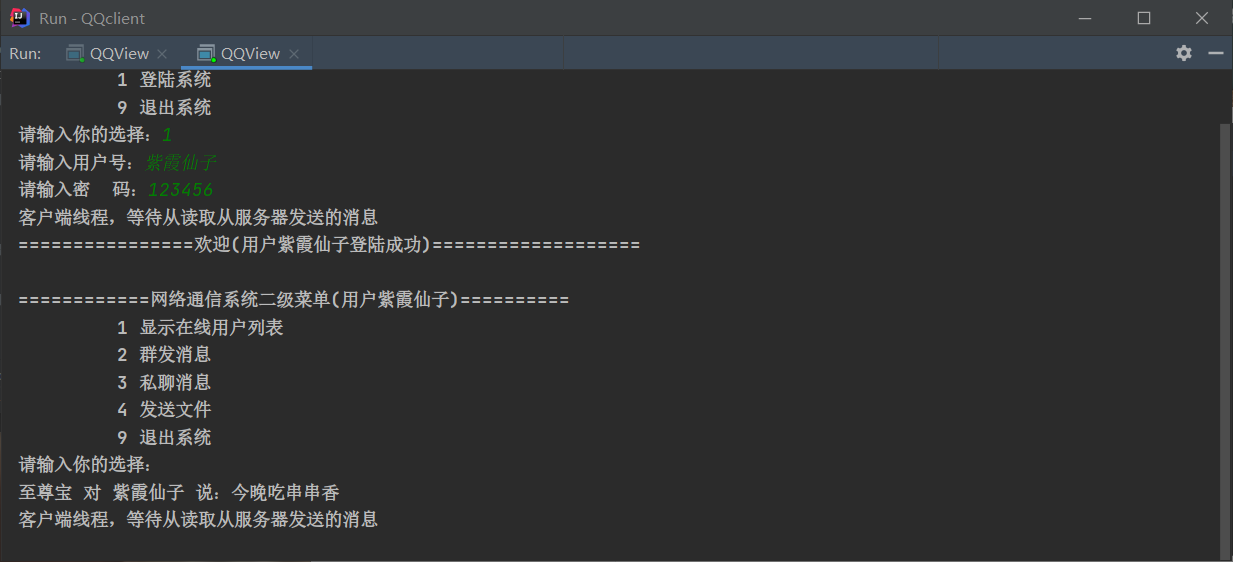 Run - QQclient
Run: QQView QQView
1 登陆系统
9 退出系统
请输入你的选择：1
请输入用户号：紫霞仙子
请输入密  码：123456
客户端线程，等待从读取从服务器发送的消息
================欢迎(用户紫霞仙子登陆成功)===================
============网络通信系统二级菜单(用户紫霞仙子)==========
1 显示在线用户列表
2 群发消息
3 私聊消息
4 发送文件
9 退出系统
请输入你的选择：
至尊宝 对 紫霞仙子 说：今晚吃串串香
客户端线程，等待从读取从服务器发送的消息